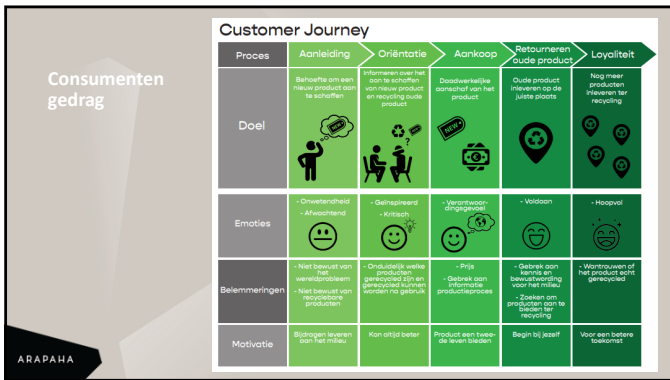 Customer Journey
Consumenten
gedrag
Proces
Aanleiding
Oriëntatie
Aankoop
Retourneren
oude product
Loyaliteit
Doel
Behoefte om een
nieuw product aan
te schaffen
Informeren over het
aan te schaffen
van nieuw product
en recycling oude
product
Daadwerkelijke
aanschaf van het
product
Oude product
inleveren op de
juiste plaats
Nog meer
producten
inleveren ter
recycling
NEW
?
Emoties
- Onwetendheid
- Afwachtend
- Geïnspireerd
- Kritisch
- Verantwoor-
dingsgevoel
- Voldaan
- Hoopvol
Belemmeringen
- Niet bewust van
het
wereldprobleem
- Niet bewust van
recyclebare
producten
- Onduidelijk welke
producten
gerecycled zijn en
gerecycled kunnen
worden na gebruik
- Prijs
- Gebrek aan
informatie
productieproces
- Gebrek aan
kennis en
bewustwording
voor het milieu
- Zoeken om
producten aan te
bieden ter
recycling
- Wantrouwen of
het product echt
gerecycled
Motivatie
Bijdragen leveren
aan het milieu
Kan altijd beter
Product een twee-
de leven bieden
Begin bij jezelf
Voor een betere
toekomst
ARAPAHA